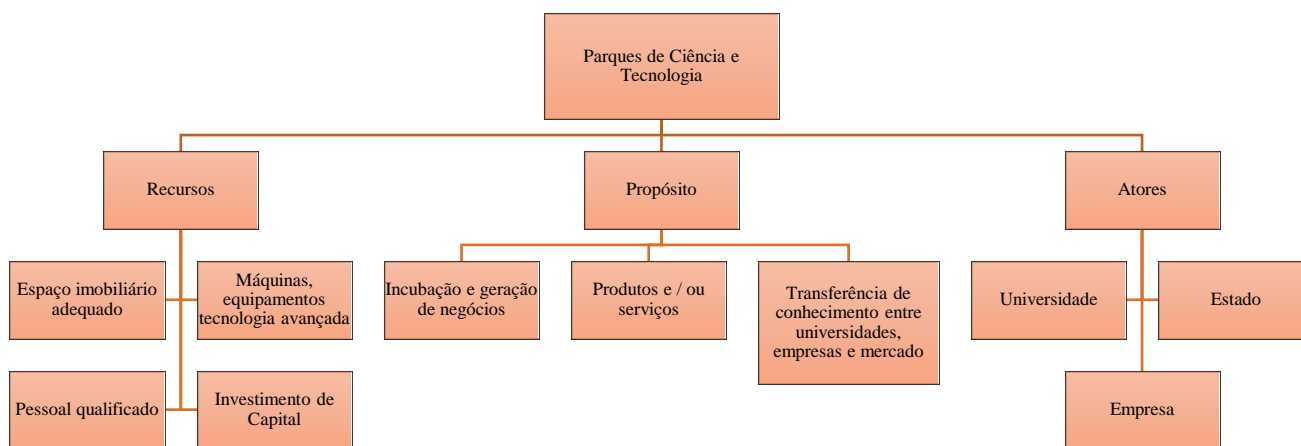 Parques de Ciência e
Tecnologia
Recursos
Propósito
Atores
Espaço imobiliário
adequado
Máquinas,
equipamentos
tecnologia avançada
Incubação e geração
de negócios
Produtos e / ou
serviços
Transferência de
conhecimento entre
universidades,
empresas e mercado
Universidade
Estado
Pessoal qualificado
Investimento de
Capital
Empresa